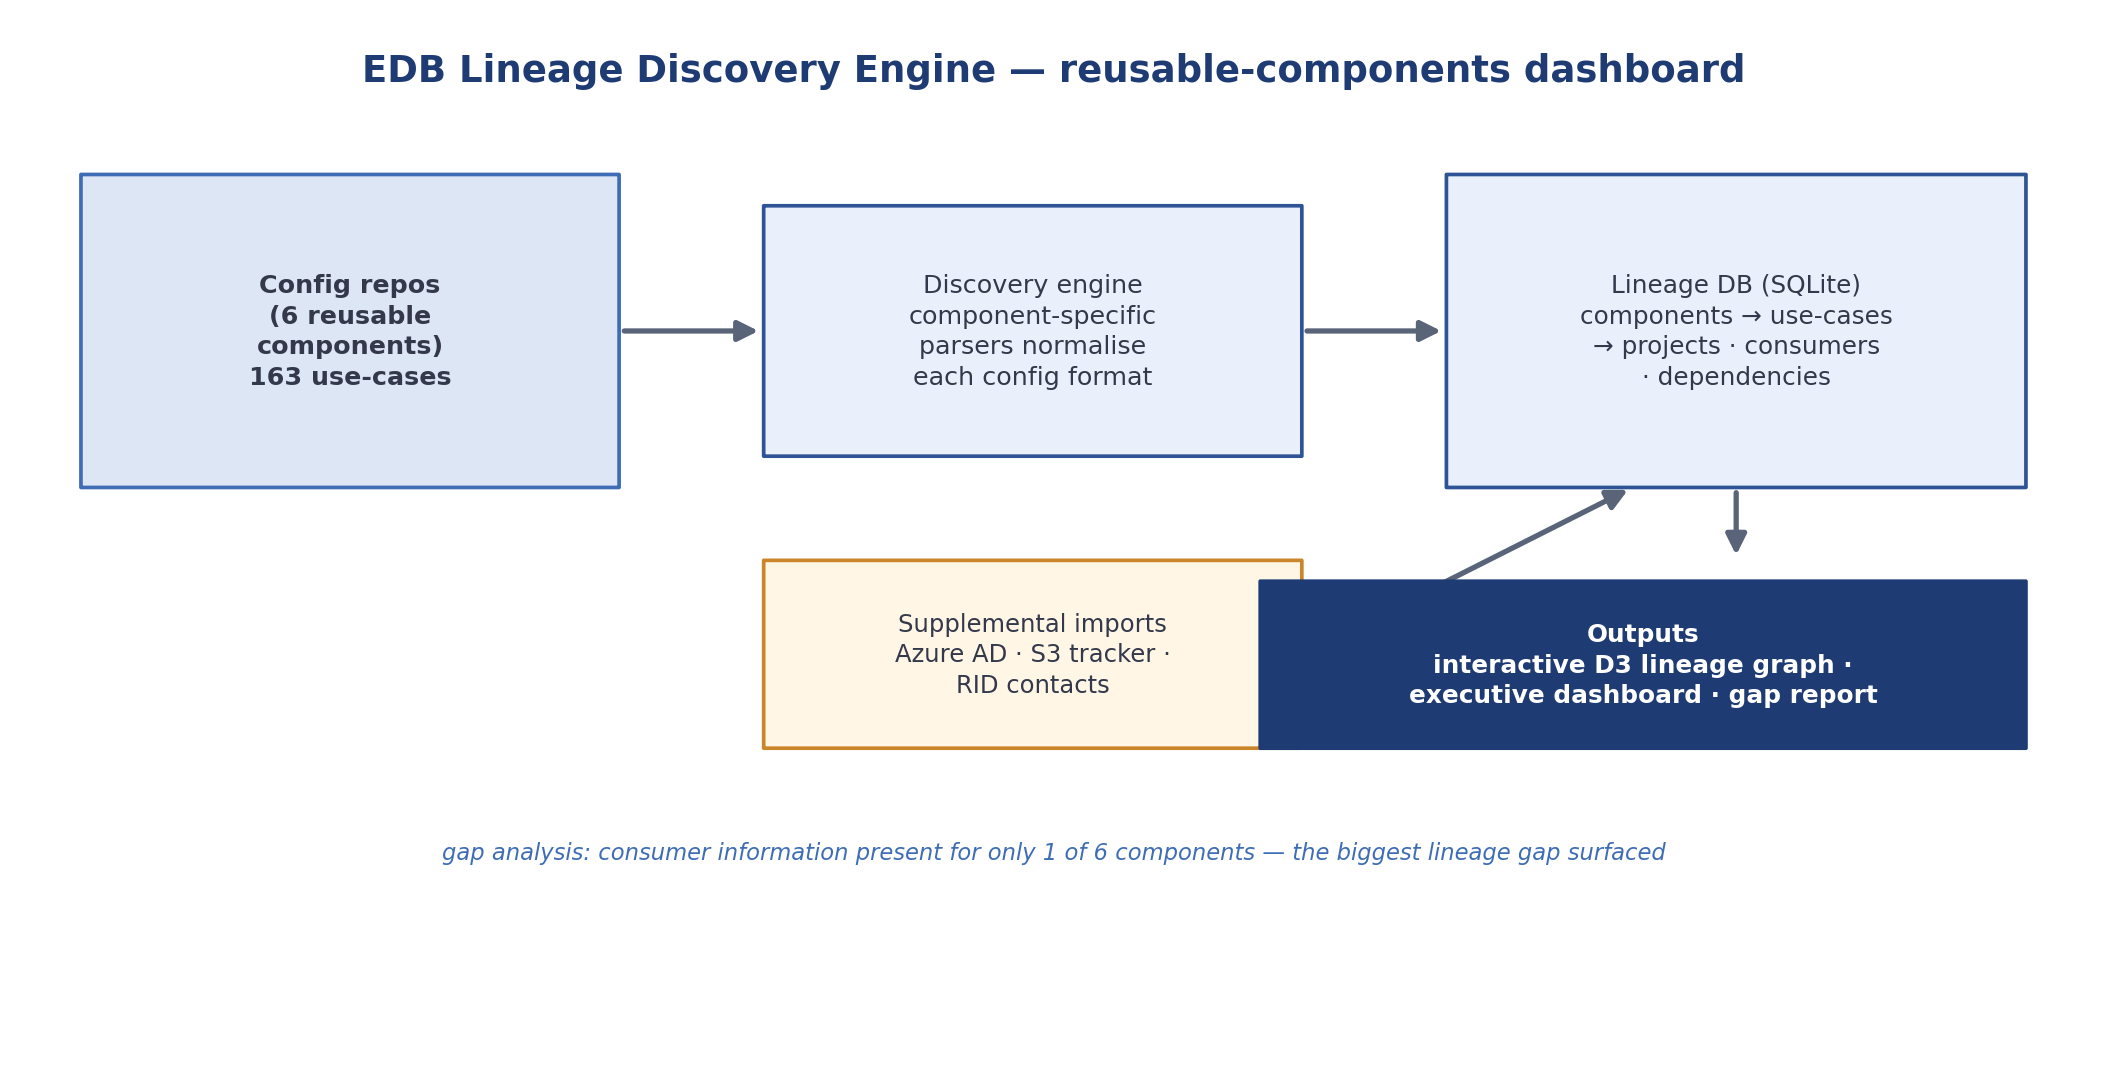 EDB Lineage Discovery Engine — reusable-components dashboard
Config repos
(6 reusable
components)
163 use-cases
Discovery engine
component-specific
parsers normalise
each config format
Lineage DB (SQLite)
components → use-cases
→ projects · consumers
· dependencies
Supplemental imports
Azure AD · S3 tracker ·
RID contacts
Outputs
interactive D3 lineage graph ·
executive dashboard · gap report
gap analysis: consumer information present for only 1 of 6 components — the biggest lineage gap surfaced